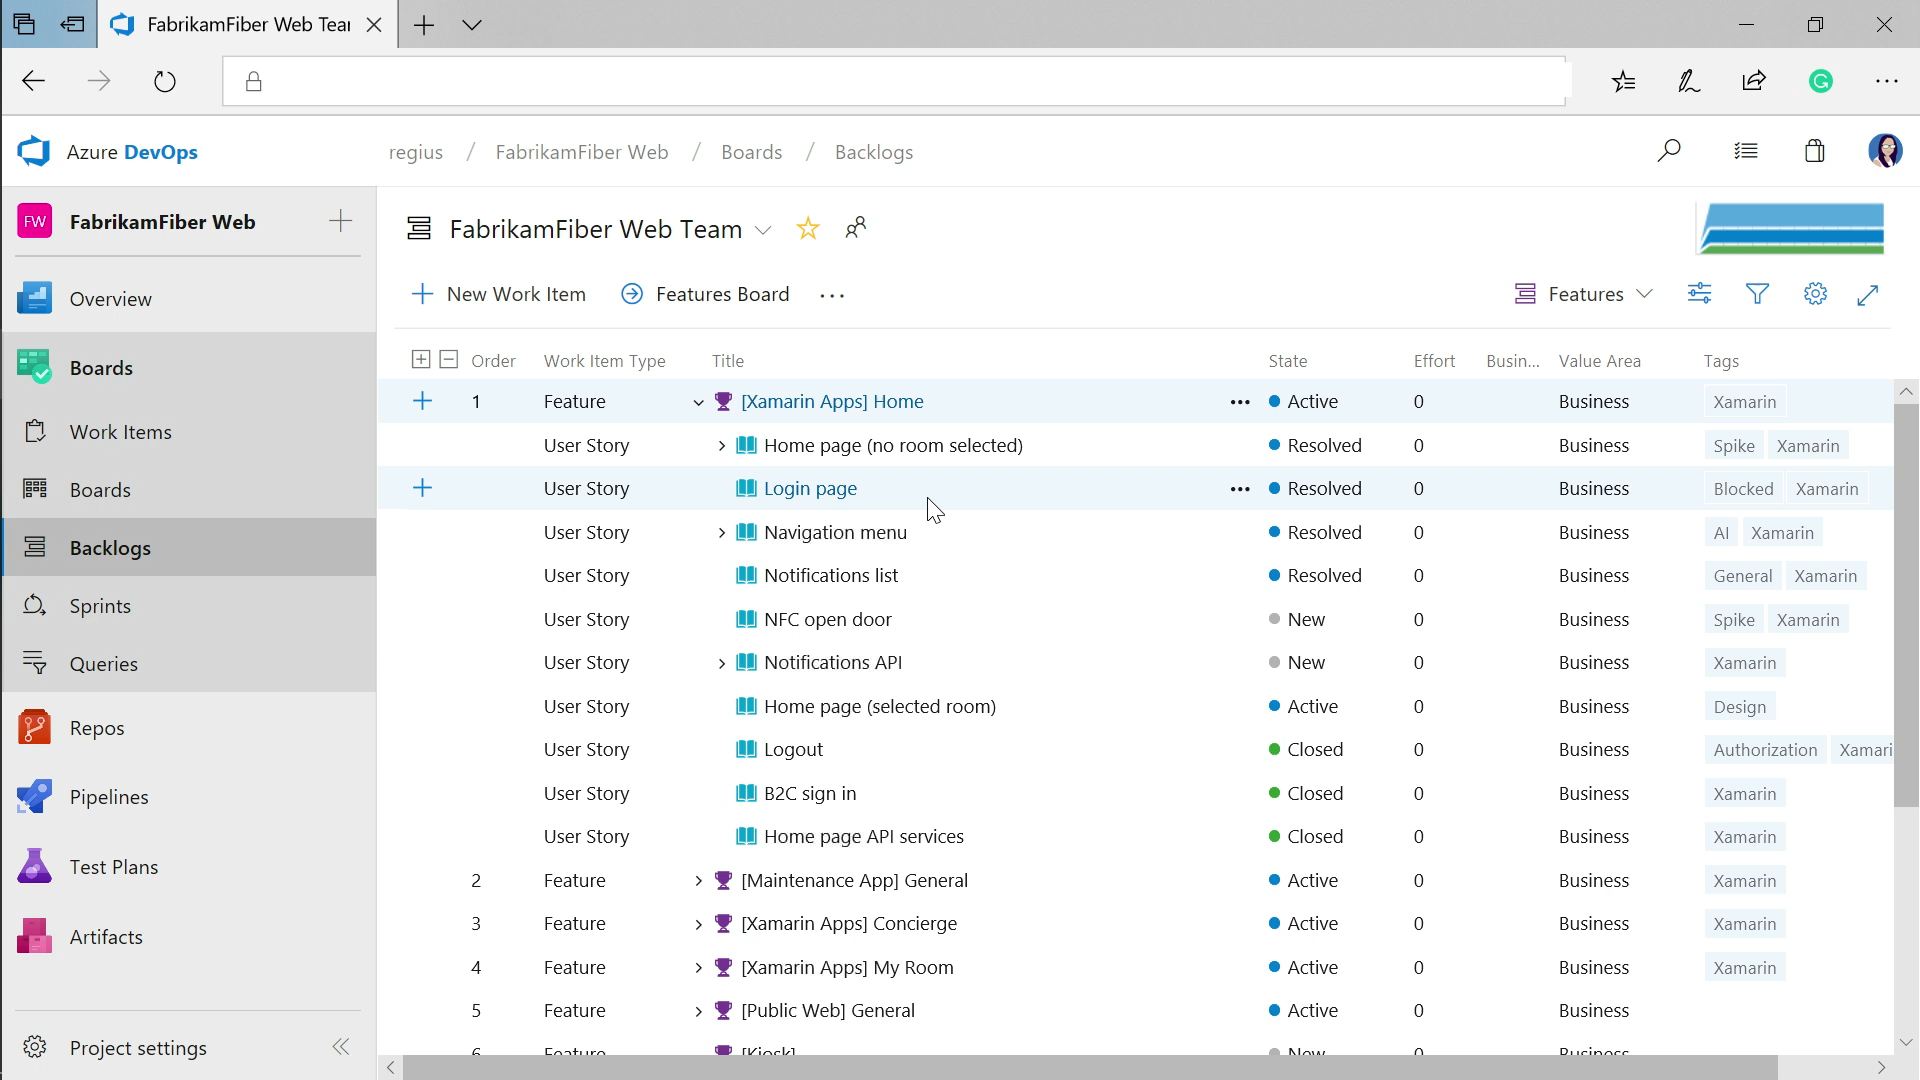 FabrikamFiber Web Tear
Azure DevOps
regius / FabrikamFiber Web / Boards / Backlogs
FW FabrikamFiber Web
FabrikamFiber Web Team
New Work Item Features Board ... Features
Overview
Boards
Work Items
Boards
Backlogs
Sprints
Queries
Repos
Pipelines
Test Plans
Artifacts
Project settings
Order Work Item Type Title State Effort Busin... Value Area Tags
1 Feature [Xamarin Apps] Home ... Active 0 Business Xamarin
User Story Home page (no room selected) Resolved 0 Business Spike Xamarin
User Story Login page ... Resolved 0 Business Blocked Xamarin
User Story Navigation menu Resolved 0 Business AI Xamarin
User Story Notifications list Resolved 0 Business General Xamarin
User Story NFC open door New 0 Business Spike Xamarin
User Story Notifications API New 0 Business Xamarin
User Story Home page (selected room) Active 0 Business Design
User Story Logout Closed 0 Business Authorization Xamari
User Story B2C sign in Closed 0 Business Xamarin
User Story Home page API services Closed 0 Business Xamarin
2 Feature [Maintenance App] General Active 0 Business Xamarin
3 Feature [Xamarin Apps] Concierge Active 0 Business Xamarin
4 Feature [Xamarin Apps] My Room Active 0 Business Xamarin
5 Feature [Public Web] General Active 0 Business
6 Feature [Kiosk] New 0 Business